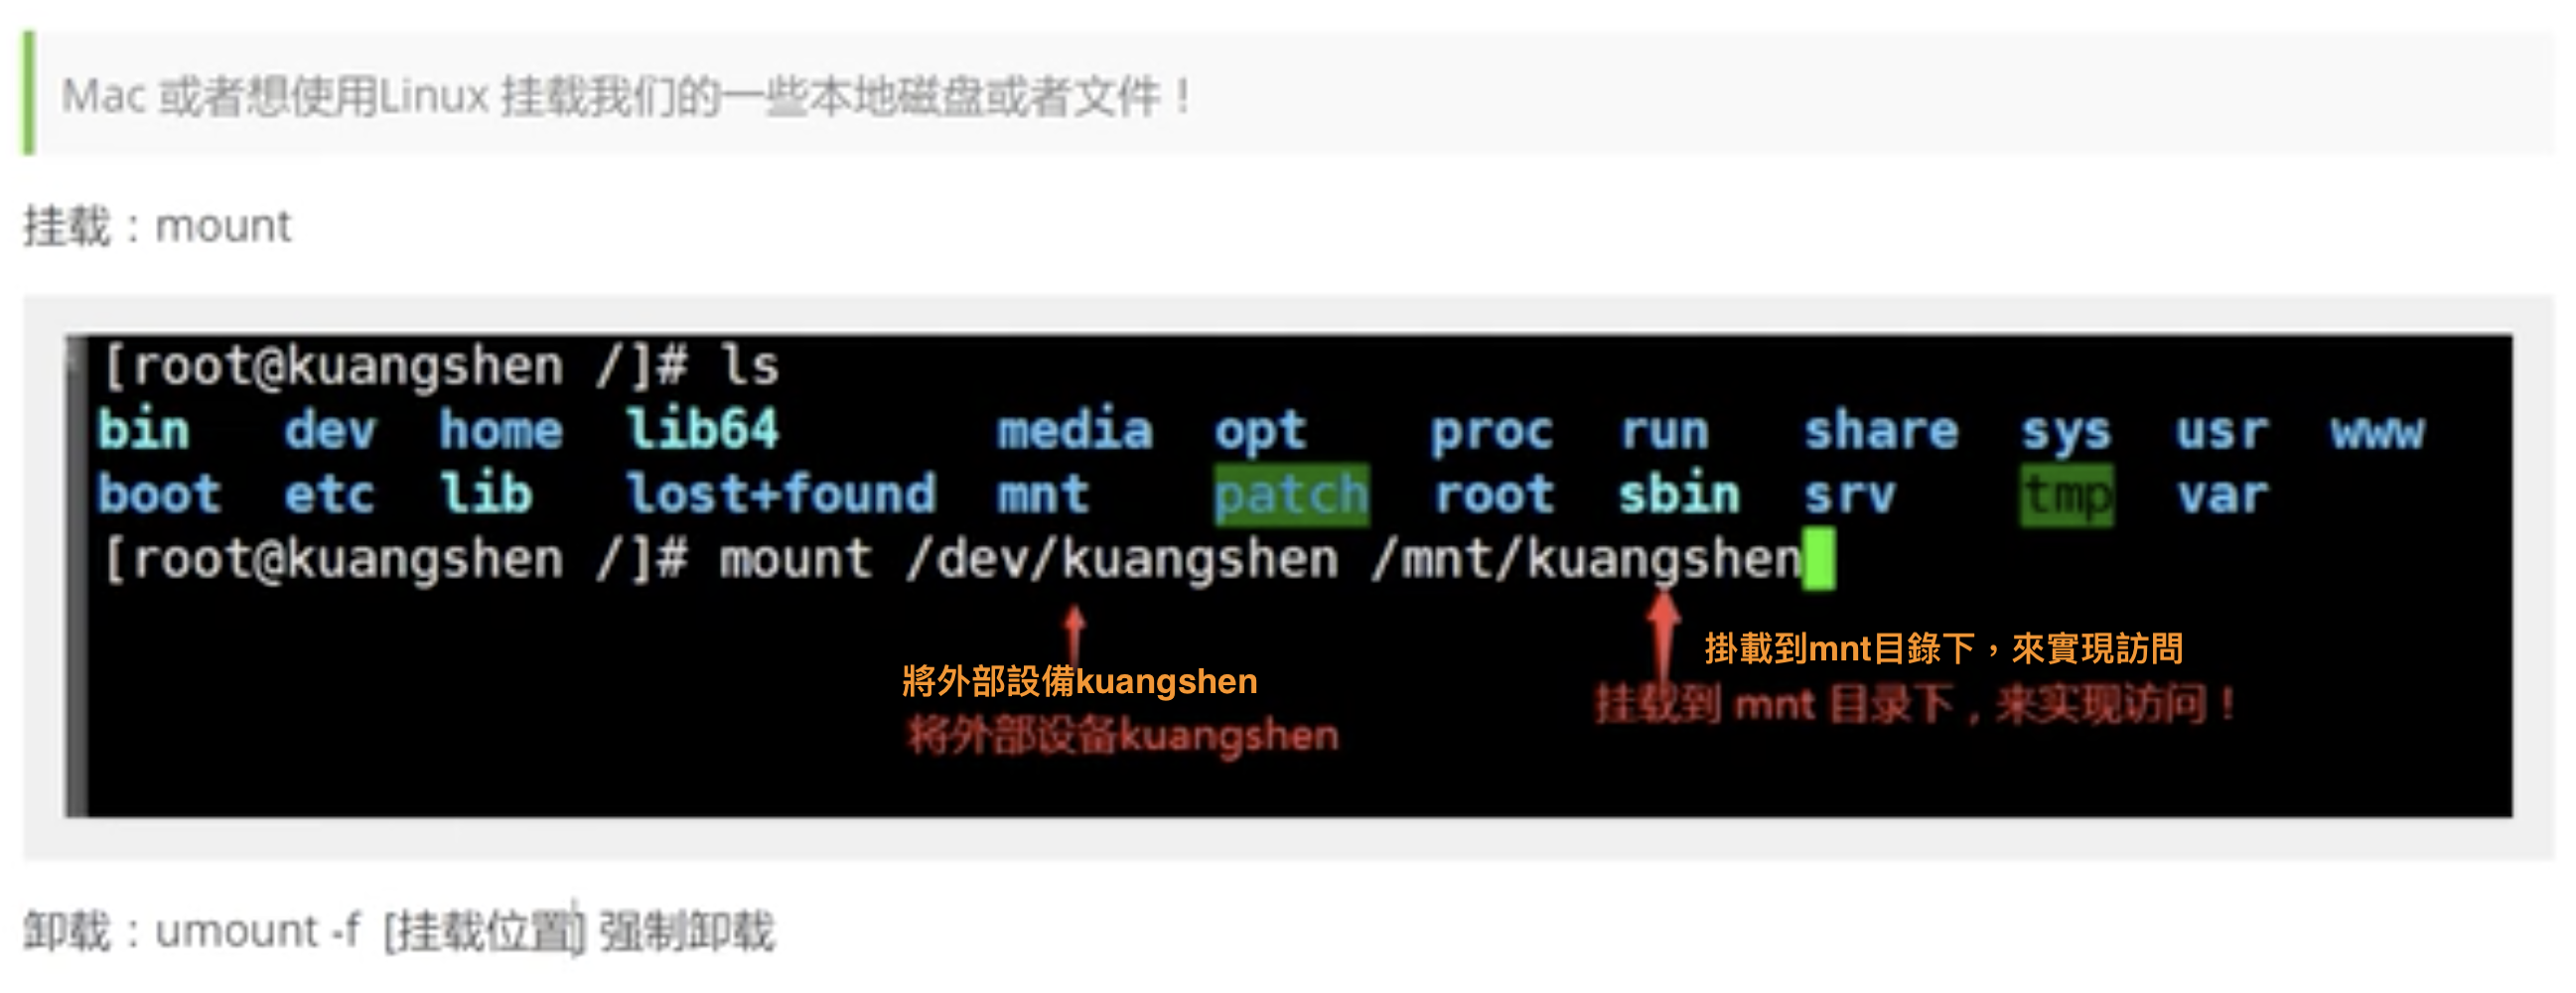 Mac 或者想使用Linux 挂载我们的一些本地磁盘或者文件！
挂载：mount
[root@kuangshen /]# ls
bin dev home lib64 media opt proc run share sys usr www
boot etc lib lost+found mnt patch root sbin srv tmp var
[root@kuangshen /]# mount /dev/kuangshen /mnt/kuangshen
掛載到mnt目錄下，來實現訪問
將外部設備kuangshen
挂载到 mnt 目录下，来实现访问！
将外部设备kuangshen
卸载：umount -f [挂载位置] 强制卸载